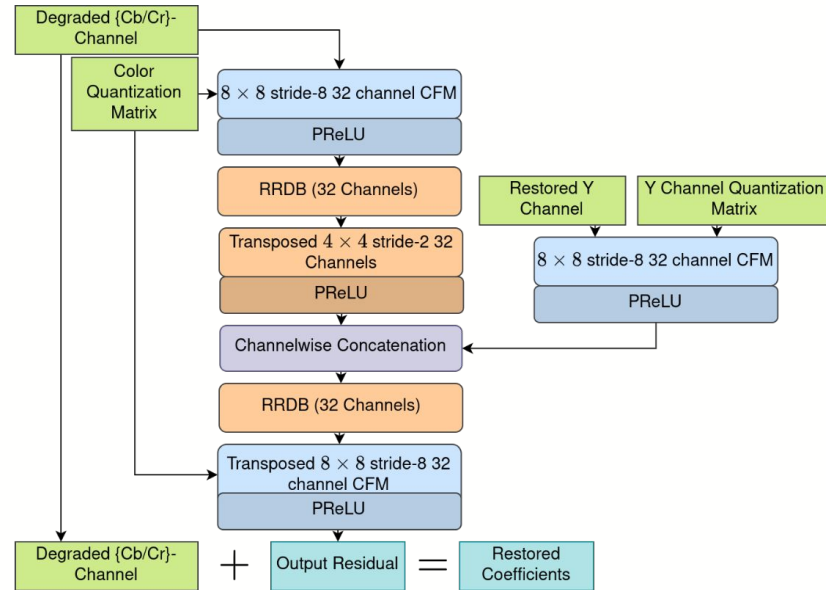 Degraded {Cb/Cr}-
Channel
Color
Quantization
Matrix
8 × 8 stride-8 32 channel CFM
PReLU
RRDB (32 Channels)
Restored Y
Channel
Y Channel Quantization
Matrix
Transposed 4 × 4 stride-2 32
Channels
PReLU
8 × 8 stride-8 32 channel CFM
PReLU
Channelwise Concatenation
RRDB (32 Channels)
Transposed 8 × 8 stride-8 32
channel CFM
PReLU
Degraded {Cb/Cr}-
Channel
+
Output Residual
=
Restored
Coefficients